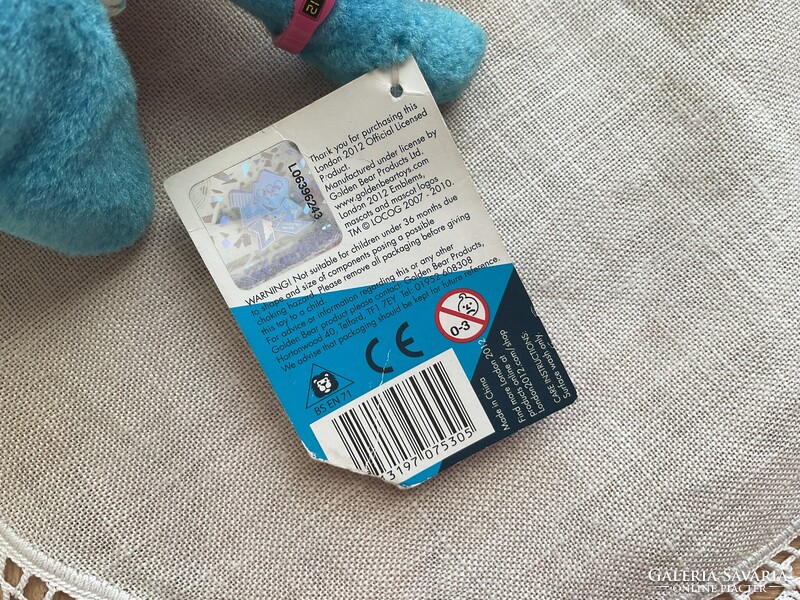 12
L06396243
Thank you for purchasing this
London 2012 Official Licensed
Product.
Manufactured under license by
Golden Bear Products Ltd.
www.goldenbeartoys.com
London 2012 Emblems,
mascots and mascot logos
TM © LOCOG 2007 - 2010.
WARNING! Not suitable for children under 36 months due
to shape and size of components posing a possible
choking hazard. Please remove all packaging before giving
this toy to a child.
For advice or information regarding this or any other
Golden Bear product please contact: Golden Bear Products,
Hortonwood 40, Telford, TF1 7EY Tel: 01952 608308
We advise that packaging should be kept for future reference.
BS EN 71
CE
0-3
3197 075305
Made in China
Find more London 2012
products online at
london2012.com/shop
CARE INSTRUCTIONS:
Surface wash only.
GALERIA SAVARIA
ONLINE PIACTÉR